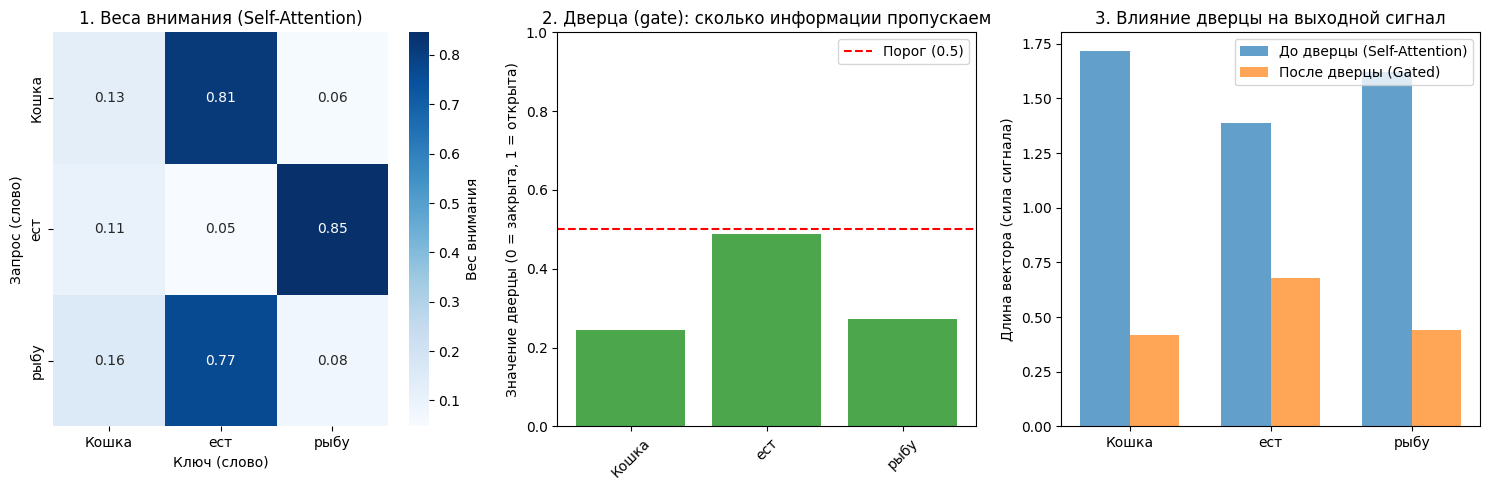 1. Веса внимания (Self-Attention)
Запрос (слово)
Кошка
ест
рыбу
0.13 0.81 0.06
0.11 0.05 0.85
0.16 0.77 0.08
Кошка ест рыбу
Ключ (слово)
0.8
0.7
0.6
0.5
0.4
0.3
0.2
0.1
Вес внимания
2. Дверца (gate): сколько информации пропускаем
Значение дверцы (0 = закрыта, 1 = открыта)
1.0
0.8
0.6
0.4
0.2
0.0
Порог (0.5)
Кошка ест рыбу
3. Влияние дверцы на выходной сигнал
Длина вектора (сила сигнала)
1.75
1.50
1.25
1.00
0.75
0.50
0.25
0.00
До дверцы (Self-Attention)
После дверцы (Gated)
Кошка ест рыбу